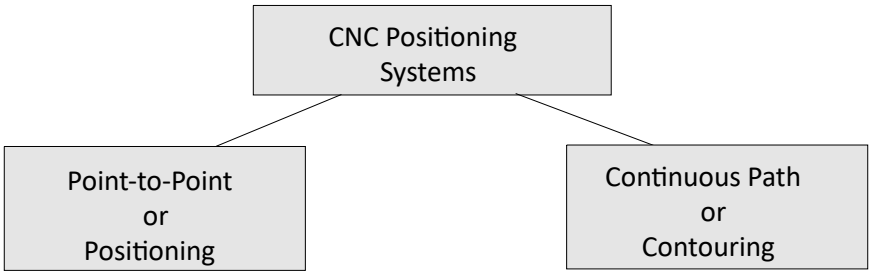 CNC Positioning
Systems
Point-to-Point
or
Positioning
Continuous Path
or
Contouring